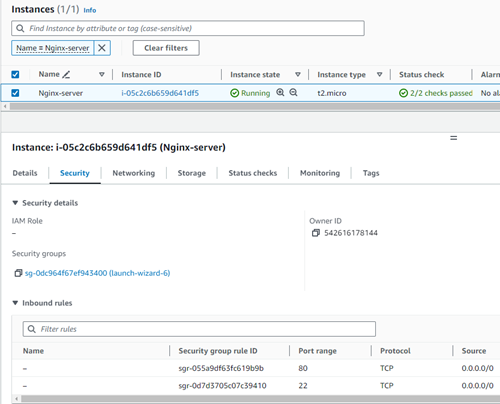 Instances (1/1) Info
Find Instance by attribute or tag (case-sensitive)
Name = Nginx-server Clear filters
Name Instance ID Instance state Instance type Status check Alarm
Nginx-server i-05c2c6b659d641df5 Running t2.micro 2/2 checks passed No ala
Instance: i-05c2c6b659d641df5 (Nginx-server)
Details Security Networking Storage Status checks Monitoring Tags
Security details
IAM Role Owner ID
– 542616178144
Security groups
sg-0dc964f67ef943400 (launch-wizard-6)
Inbound rules
Filter rules
Name Security group rule ID Port range Protocol Source
– sgr-055a9df63fc619b9b 80 TCP 0.0.0.0/0
– sgr-0d7d3705c07c39410 22 TCP 0.0.0.0/0